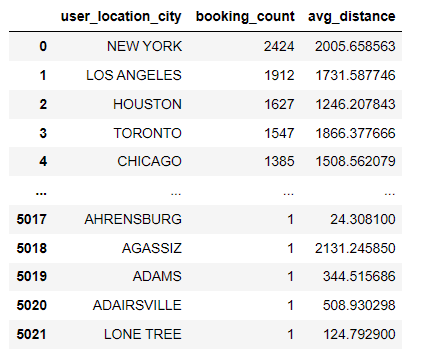 user_location_city booking_count avg_distance
0 NEW YORK 2424 2005.658563
1 LOS ANGELES 1912 1731.587746
2 HOUSTON 1627 1246.207843
3 TORONTO 1547 1866.377666
4 CHICAGO 1385 1508.562079
... ... ... ...
5017 AHRENSBURG 1 24.308100
5018 AGASSIZ 1 2131.245850
5019 ADAMS 1 344.515686
5020 ADAIRSVILLE 1 508.930298
5021 LONE TREE 1 124.792900